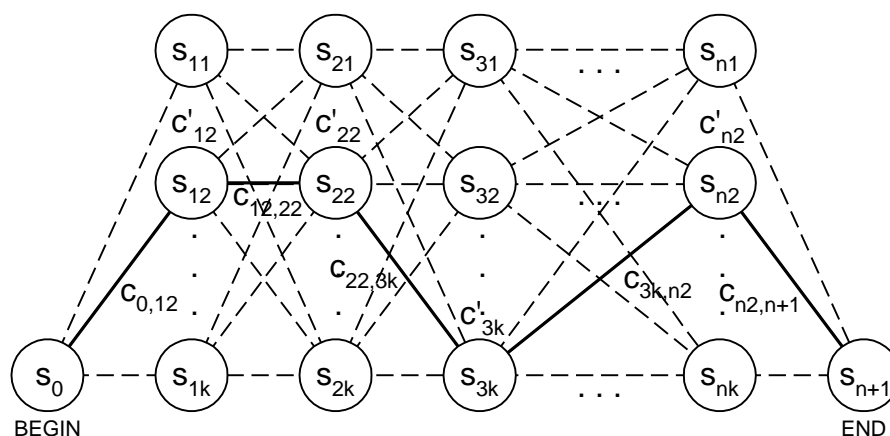 s11 s21 s31 . . . sn1
c'12 c'22 c'n2
s12 s22 s32 . . . sn2
c12,22
c0,12 c22,3k c3k,n2 cn2,n+1
c'3k
s0 s1k s2k s3k . . . snk sn+1
BEGIN END